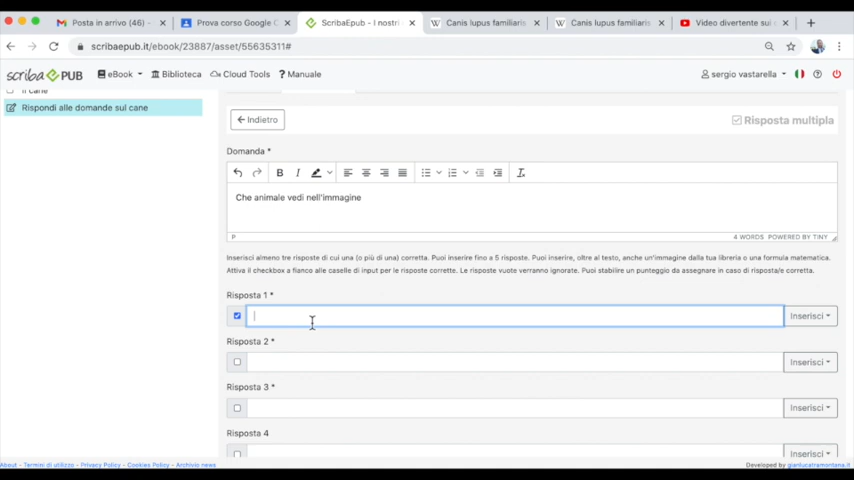 Posta in arrivo (46) -
Prova corso Google C
ScribaEpub - I nostri
Canis lupus familiaris
Canis lupus familiaris
Video divertente sui c
scribaepub.it/ebook/23887/asset/55635311#
scriba EPUB
eBook
Biblioteca
Cloud Tools
Manuale
sergio vastarella
Il cane
Rispondi alle domande sul cane
Indietro
Risposta multipla
Domanda *
B I
Che animale vedi nell'immagine
P
4 WORDS POWERED BY TINY
Inserisci almeno tre risposte di cui una (o più di una) corretta. Puoi inserire fino a 5 risposte. Puoi inserire, oltre al testo, anche un'immagine dalla tua libreria o una formula matematica.
Attiva il checkbox a fianco alle caselle di input per le risposte corrette. Le risposte vuote verranno ignorate. Puoi stabilire un punteggio da assegnare in caso di risposta/e corretta.
Risposta 1 *
Inserisci
Risposta 2 *
Inserisci
Risposta 3 *
Inserisci
Risposta 4
Inserisci
About - Termini di utilizzo - Privacy Policy - Cookies Policy - Archivio news
Developed by gianlucatramontana.it